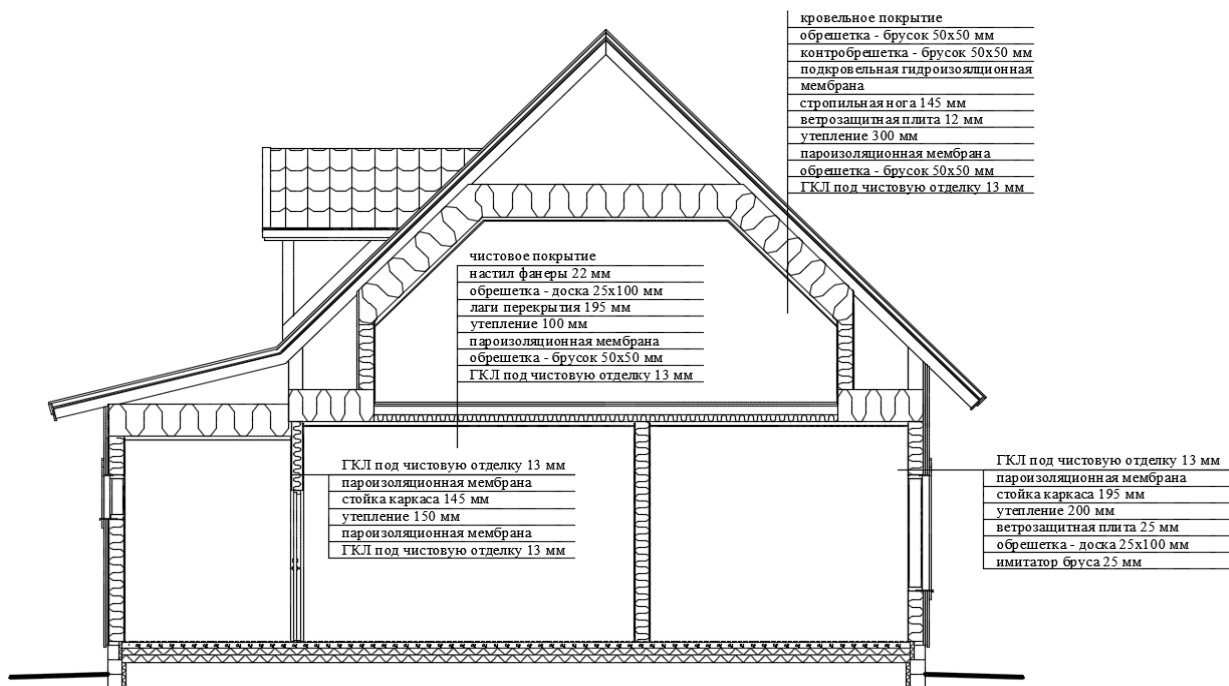 кровельное покрытие
обрешетка - брусок 50х50 мм
контробрешетка - брусок 50х50 мм
подкровельная гидроизоялционная
мембрана
стропильная нога 145 мм
ветрозащитная плита 12 мм
утепление 300 мм
пароизоляционная мембрана
обрешетка - брусок 50х50 мм
ГКЛ под чистовую отделку 13 мм
чистовое покрытие
настил фанеры 22 мм
обрешетка - доска 25х100 мм
лаги перекрытия 195 мм
утепление 100 мм
пароизоляционная мембрана
обрешетка - брусок 50х50 мм
ГКЛ под чистовую отделку 13 мм
ГКЛ под чистовую отделку 13 мм
пароизоляционная мембрана
стойка каркаса 145 мм
утепление 150 мм
пароизоляционная мембрана
ГКЛ под чистовую отделку 13 мм
ГКЛ под чистовую отделку 13 мм
пароизоляционная мембрана
стойка каркаса 195 мм
утепление 200 мм
ветрозащитная плита 25 мм
обрешетка - доска 25х100 мм
имитатор бруса 25 мм